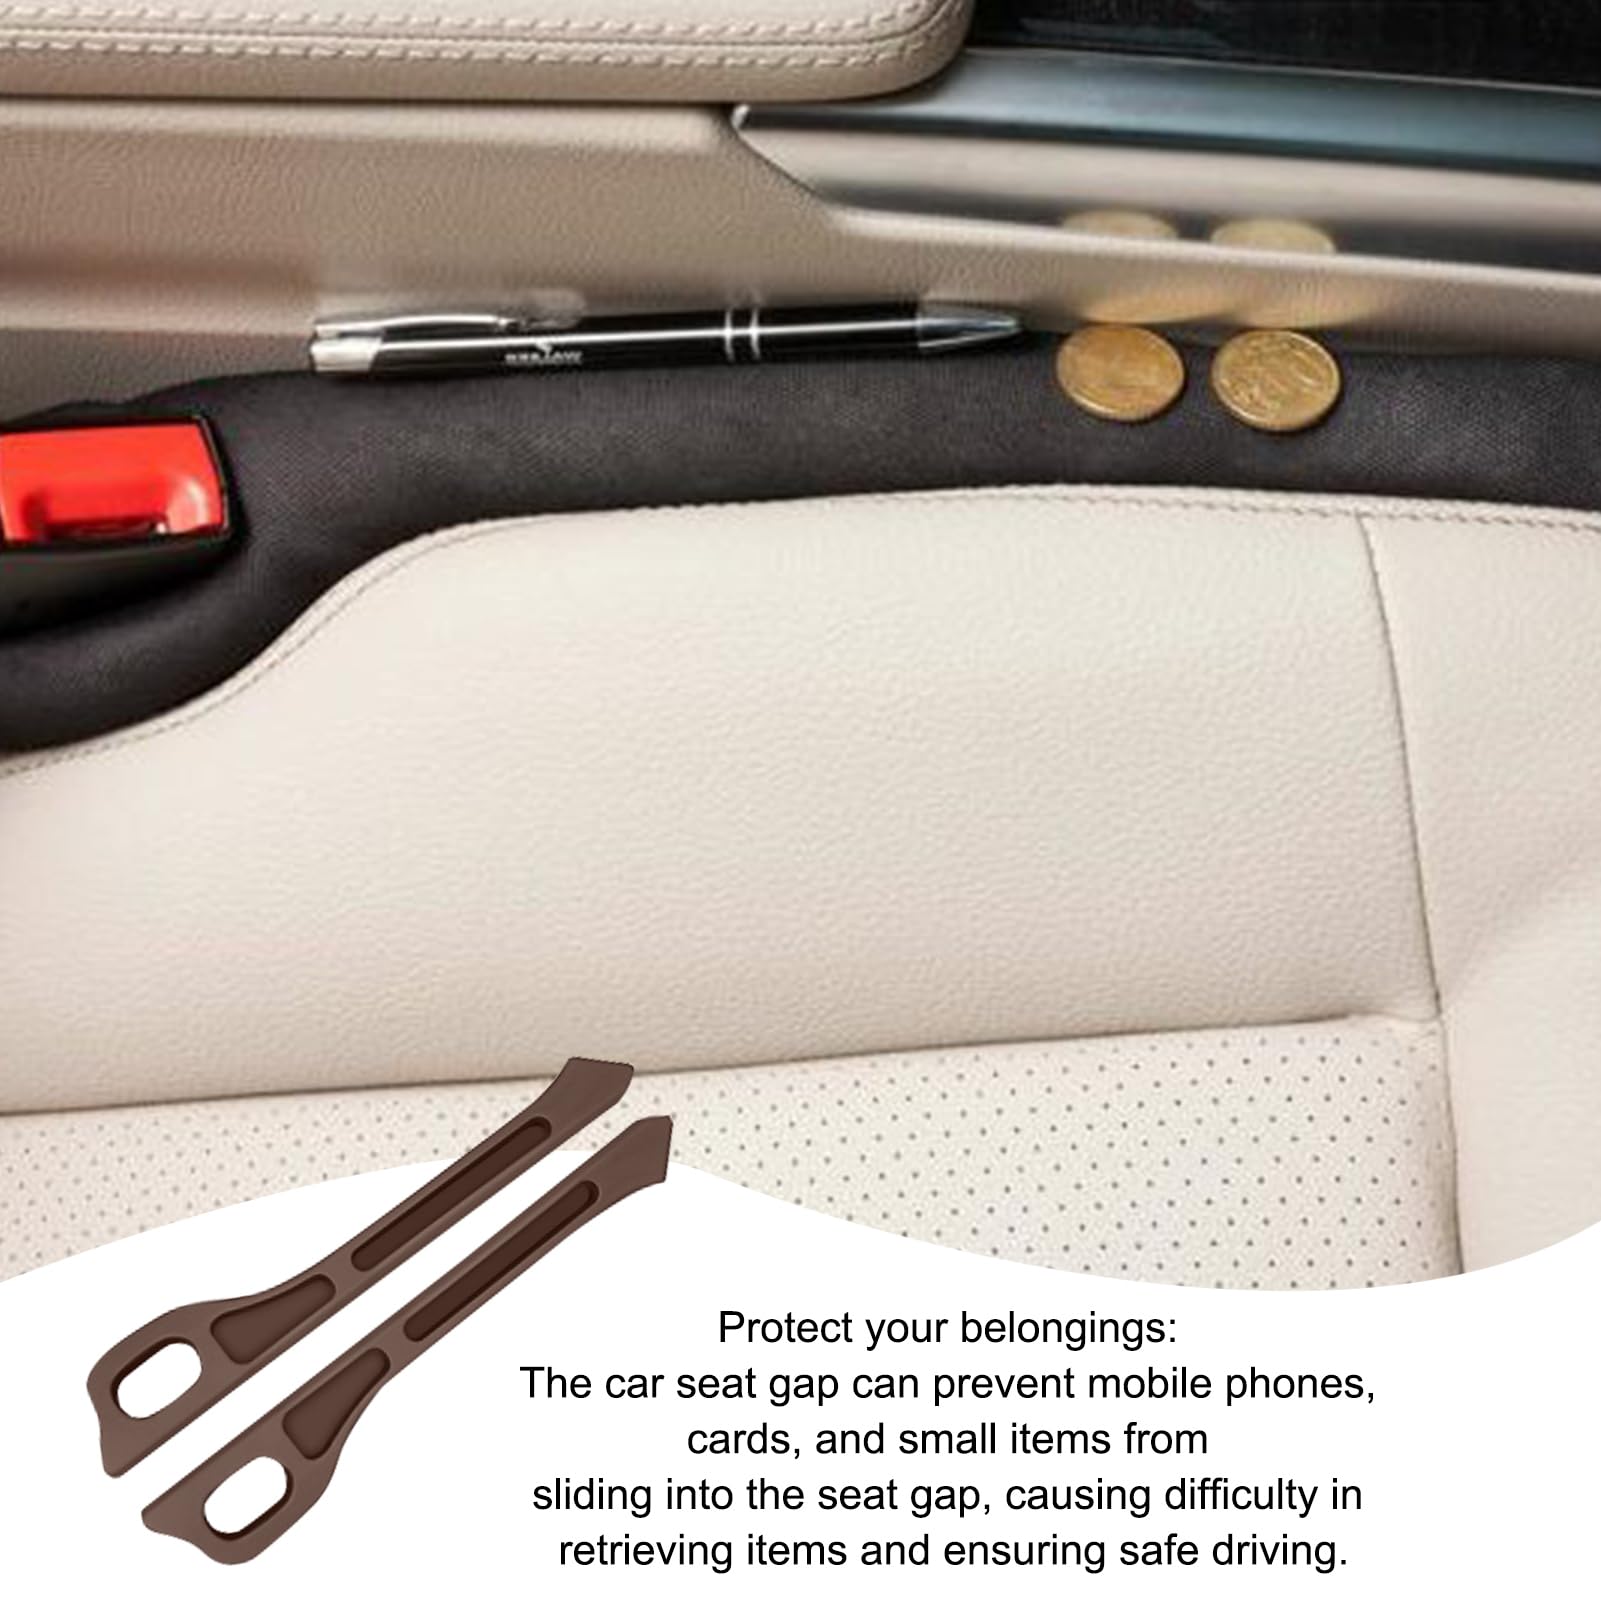 Protect your belongings:
The car seat gap can prevent mobile phones,
cards, and small items from
sliding into the seat gap, causing difficulty in
retrieving items and ensuring safe driving.